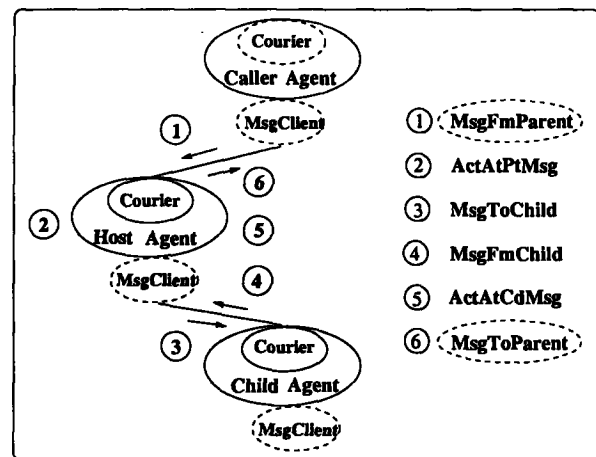 Courier
Caller Agent
MsgClient
1
6
Courier
2
Host Agent
5
MsgClient
4
3
Courier
Child Agent
MsgClient
1 MsgFmParent
2 ActAtPtMsg
3 MsgToChild
4 MsgFmChild
5 ActAtCdMsg
6 MsgToParent